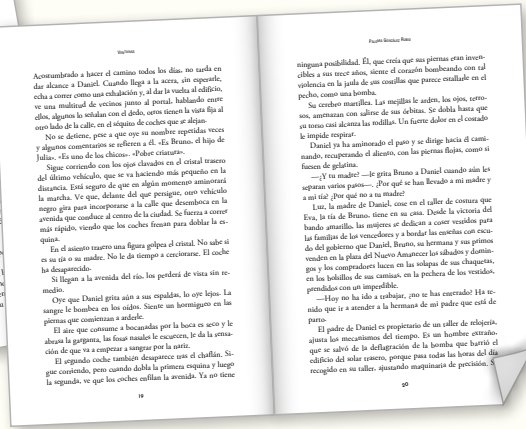 Ventanas
Acostumbrado a hacer el camino todos los días, no tarda en
dar alcance a Daniel. Cuando llega a la acera, sin esperarle,
echa a correr como una exhalación y, al dar la vuelta al edificio,
ve una multitud de vecinos junto al portal, hablando entre
ellos, algunos lo señalan con el dedo, otros tienen la vista fija al
otro lado de la calle, en el séquito de coches que se alejan.
No se detiene, pese a que oye su nombre repetidas veces
y algunos comentarios se refieren a él. «Es Bruno, el hijo de
Julia», «Es uno de los chicos», «Pobre criatura».
Sigue corriendo con los ojos clavados en el cristal trasero
del último vehículo, que se va haciendo más pequeño en la
distancia. Está seguro de que en algún momento aminorará
la marcha. Ve que, delante del que persigue, otro vehículo
negro gira para incorporarse a la calle que desemboca en la
avenida que conduce al centro de la ciudad. Se fuerza a correr
más rápido, viendo que los coches frenan para doblar la es-
quina.
En el asiento trasero una figura golpea el cristal. No sabe si
es su tía o su madre. No le da tiempo a cerciorarse. El coche
ha desaparecido.
Si llegan a la avenida del río, los perderá de vista sin re-
medio.
Oye que Daniel grita aún a sus espaldas, lo oye lejos. La
sangre le bombea en los oídos. Siente un hormigueo en las
piernas que comienzan a arderle.
El aire que consume a bocanadas por la boca es seco y le
abrasa la garganta, las fosas nasales le escuecen, le da la sensa-
ción de que va a empezar a sangrar por la nariz.
El segundo coche también desaparece tras el chaflán. Si-
gue corriendo, pero cuando dobla la primera esquina y luego
la segunda, ve que los coches enfilan la avenida. Ya no tiene
19
Paloma González Rubio
ninguna posibilidad. Él, que creía que sus piernas eran inven-
cibles a sus trece años, siente el corazón bombeando con tal
violencia en la jaula de sus costillas que parece estallarle en el
pecho, como una bomba.
Su cerebro martillea. Las mejillas le arden, los ojos, terro-
sos, amenazan con salirse de sus órbitas. Se dobla hasta que
su torso casi alcanza las rodillas. Un fuerte dolor en el costado
le impide respirar.
Daniel ya ha aminorado el paso y se dirige hacia él cami-
nando, recuperando el aliento, con las piernas flojas, como si
fuesen de gelatina.
—¿Y tu madre? —le grita Bruno a Daniel cuando aún les
separan varios pasos—. ¿Por qué se han llevado a mi madre y
a mi tía? ¿Por qué no a tu madre?
Luz, la madre de Daniel, cose en el taller de costura que
Eva, la tía de Bruno, tiene en su casa. Desde la victoria del
bando amarillo, las mujeres se dedican a coser vestidos para
las familias de los vencedores y a bordar las enseñas con escu-
do del gobierno que Daniel, Bruno, su hermana y sus primos
venden en la plaza del Nuevo Amanecer los sábados y domin-
gos y los compradores lucen en las solapas de sus chaquetas,
en los bolsillos de sus camisas, en la pechera de los vestidos,
prendidos con un imperdible.
—Hoy no ha ido a trabajar, ¿no te has enterado? Ha te-
nido que ir a atender a la hermana de mi padre que está de
parto.
El padre de Daniel es propietario de un taller de relojería,
ajusta los mecanismos del tiempo. Es un hombre extraño,
que se salvó de la deflagración de la bomba que barrió el
edificio del solar trasero, porque pasa todas las horas del día
recogido en su taller, ajustando maquinaria de precisión.
20